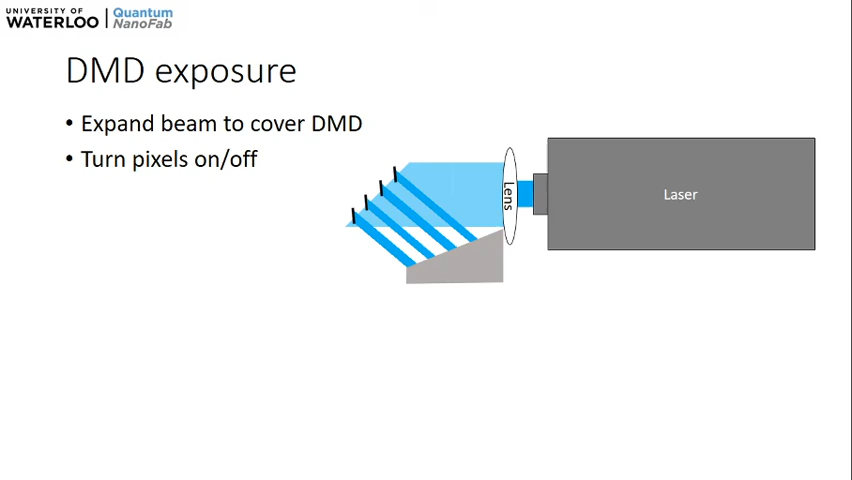 UNIVERSITY OF
WATERLOO
Quantum
NanoFab
DMD exposure
• Expand beam to cover DMD
• Turn pixels on/off
Lens
Laser